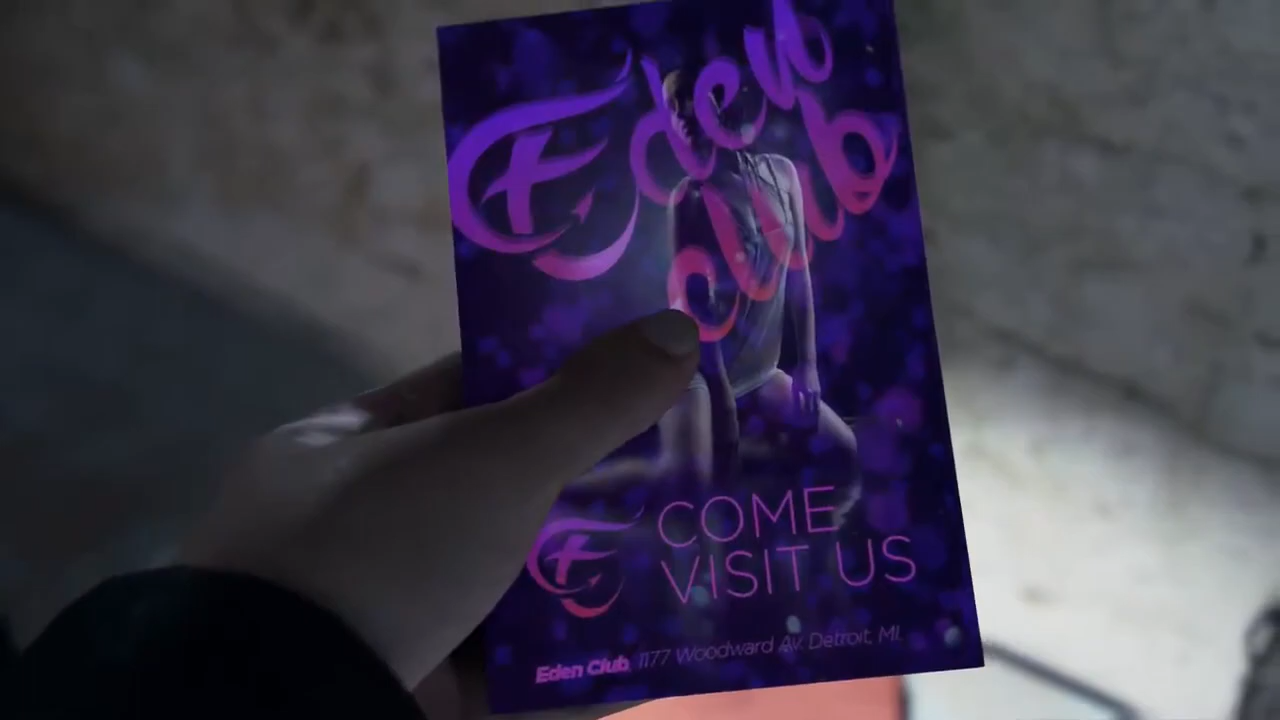 Eden
club
COME
VISIT US
Eden Club 1177 Woodward Av. Detroit, MI.